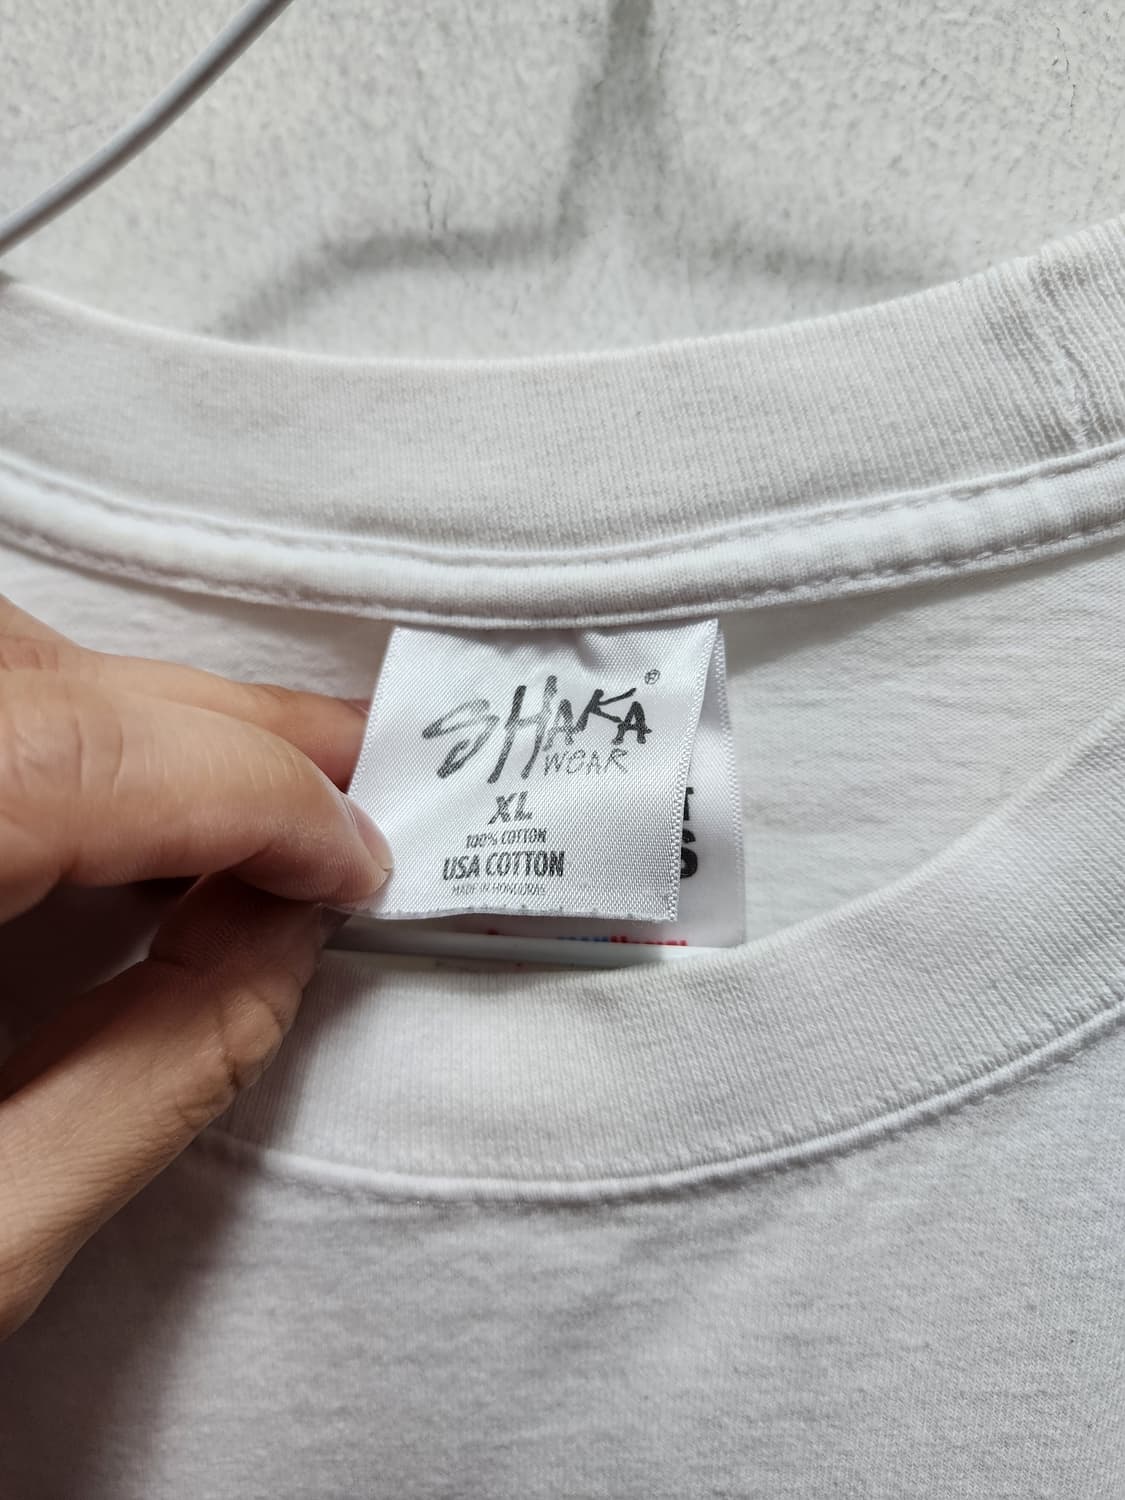 SHAKA®
WEAR
XL
100% COTTON
USA COTTON
MADE IN HONDURAS